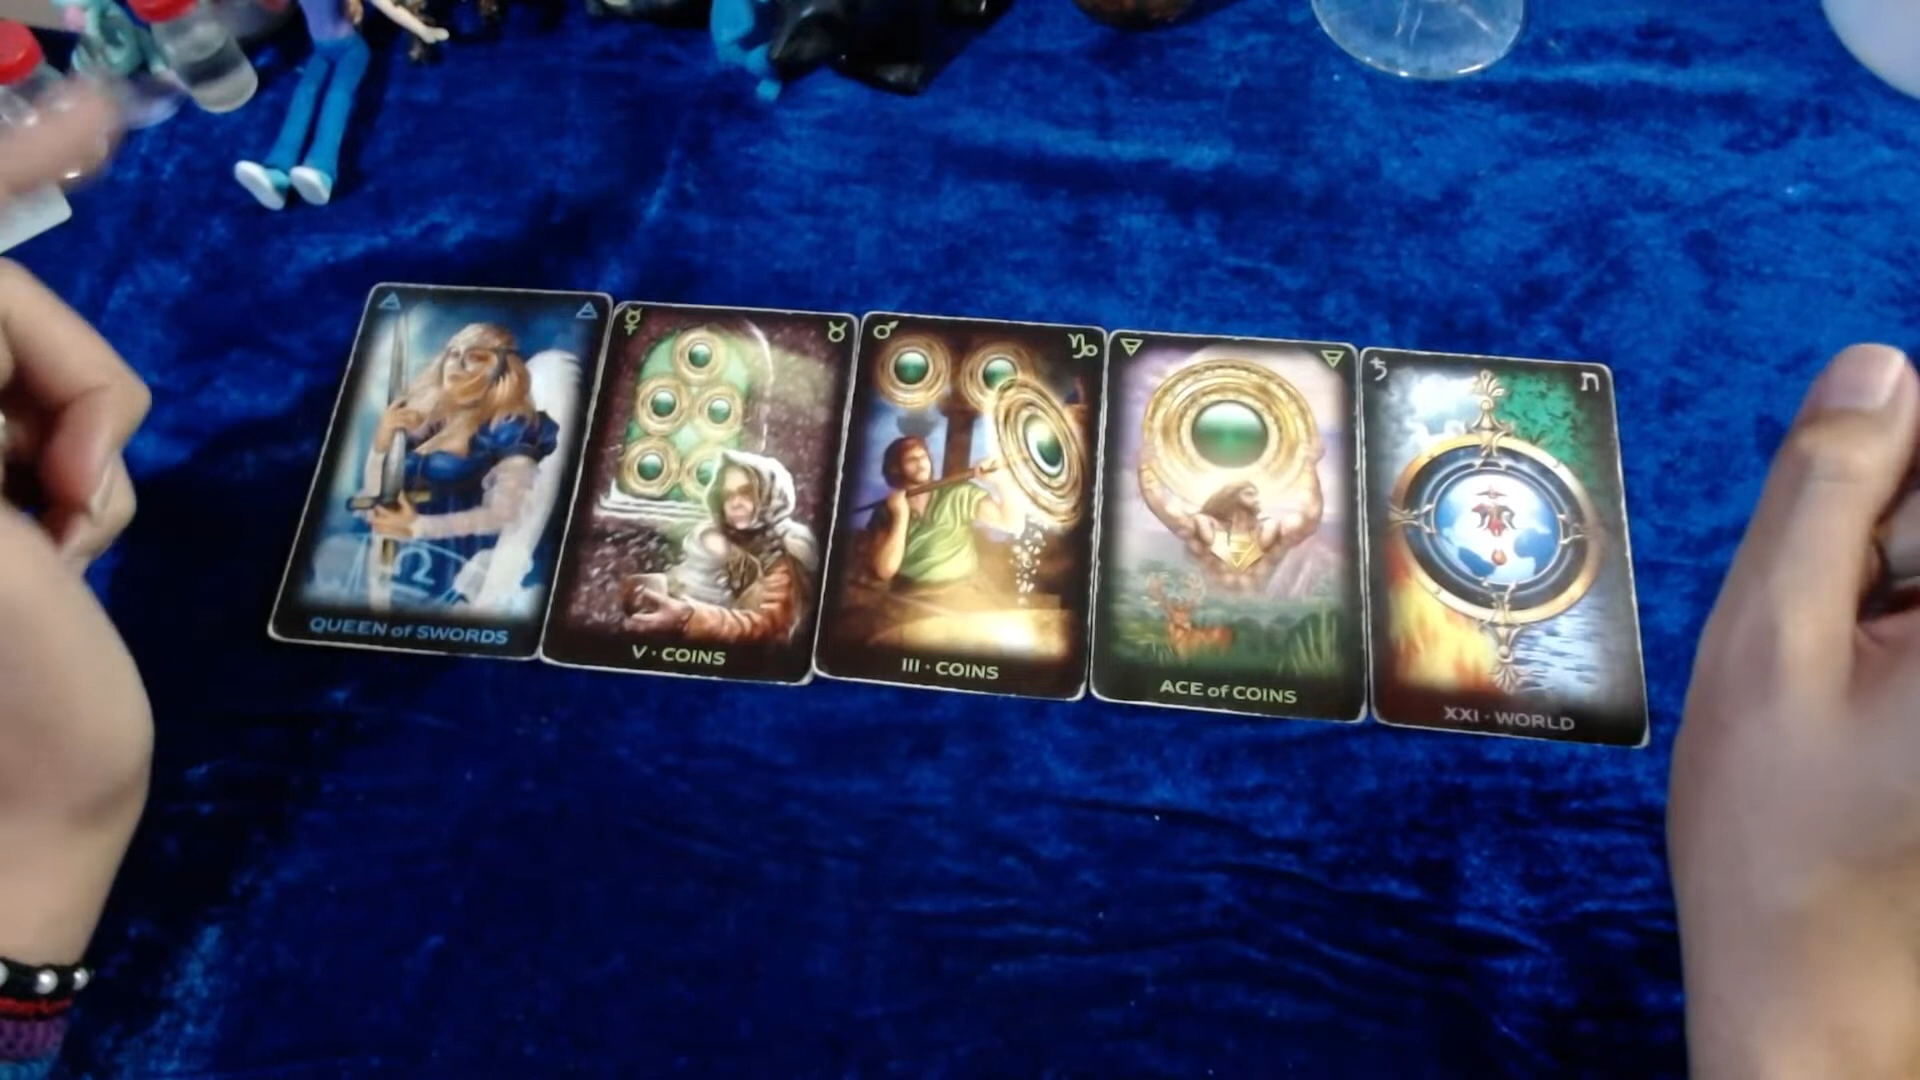 QUEEN of SWORDS
V · COINS
III · COINS
ACE of COINS
XXI · WORLD
ת